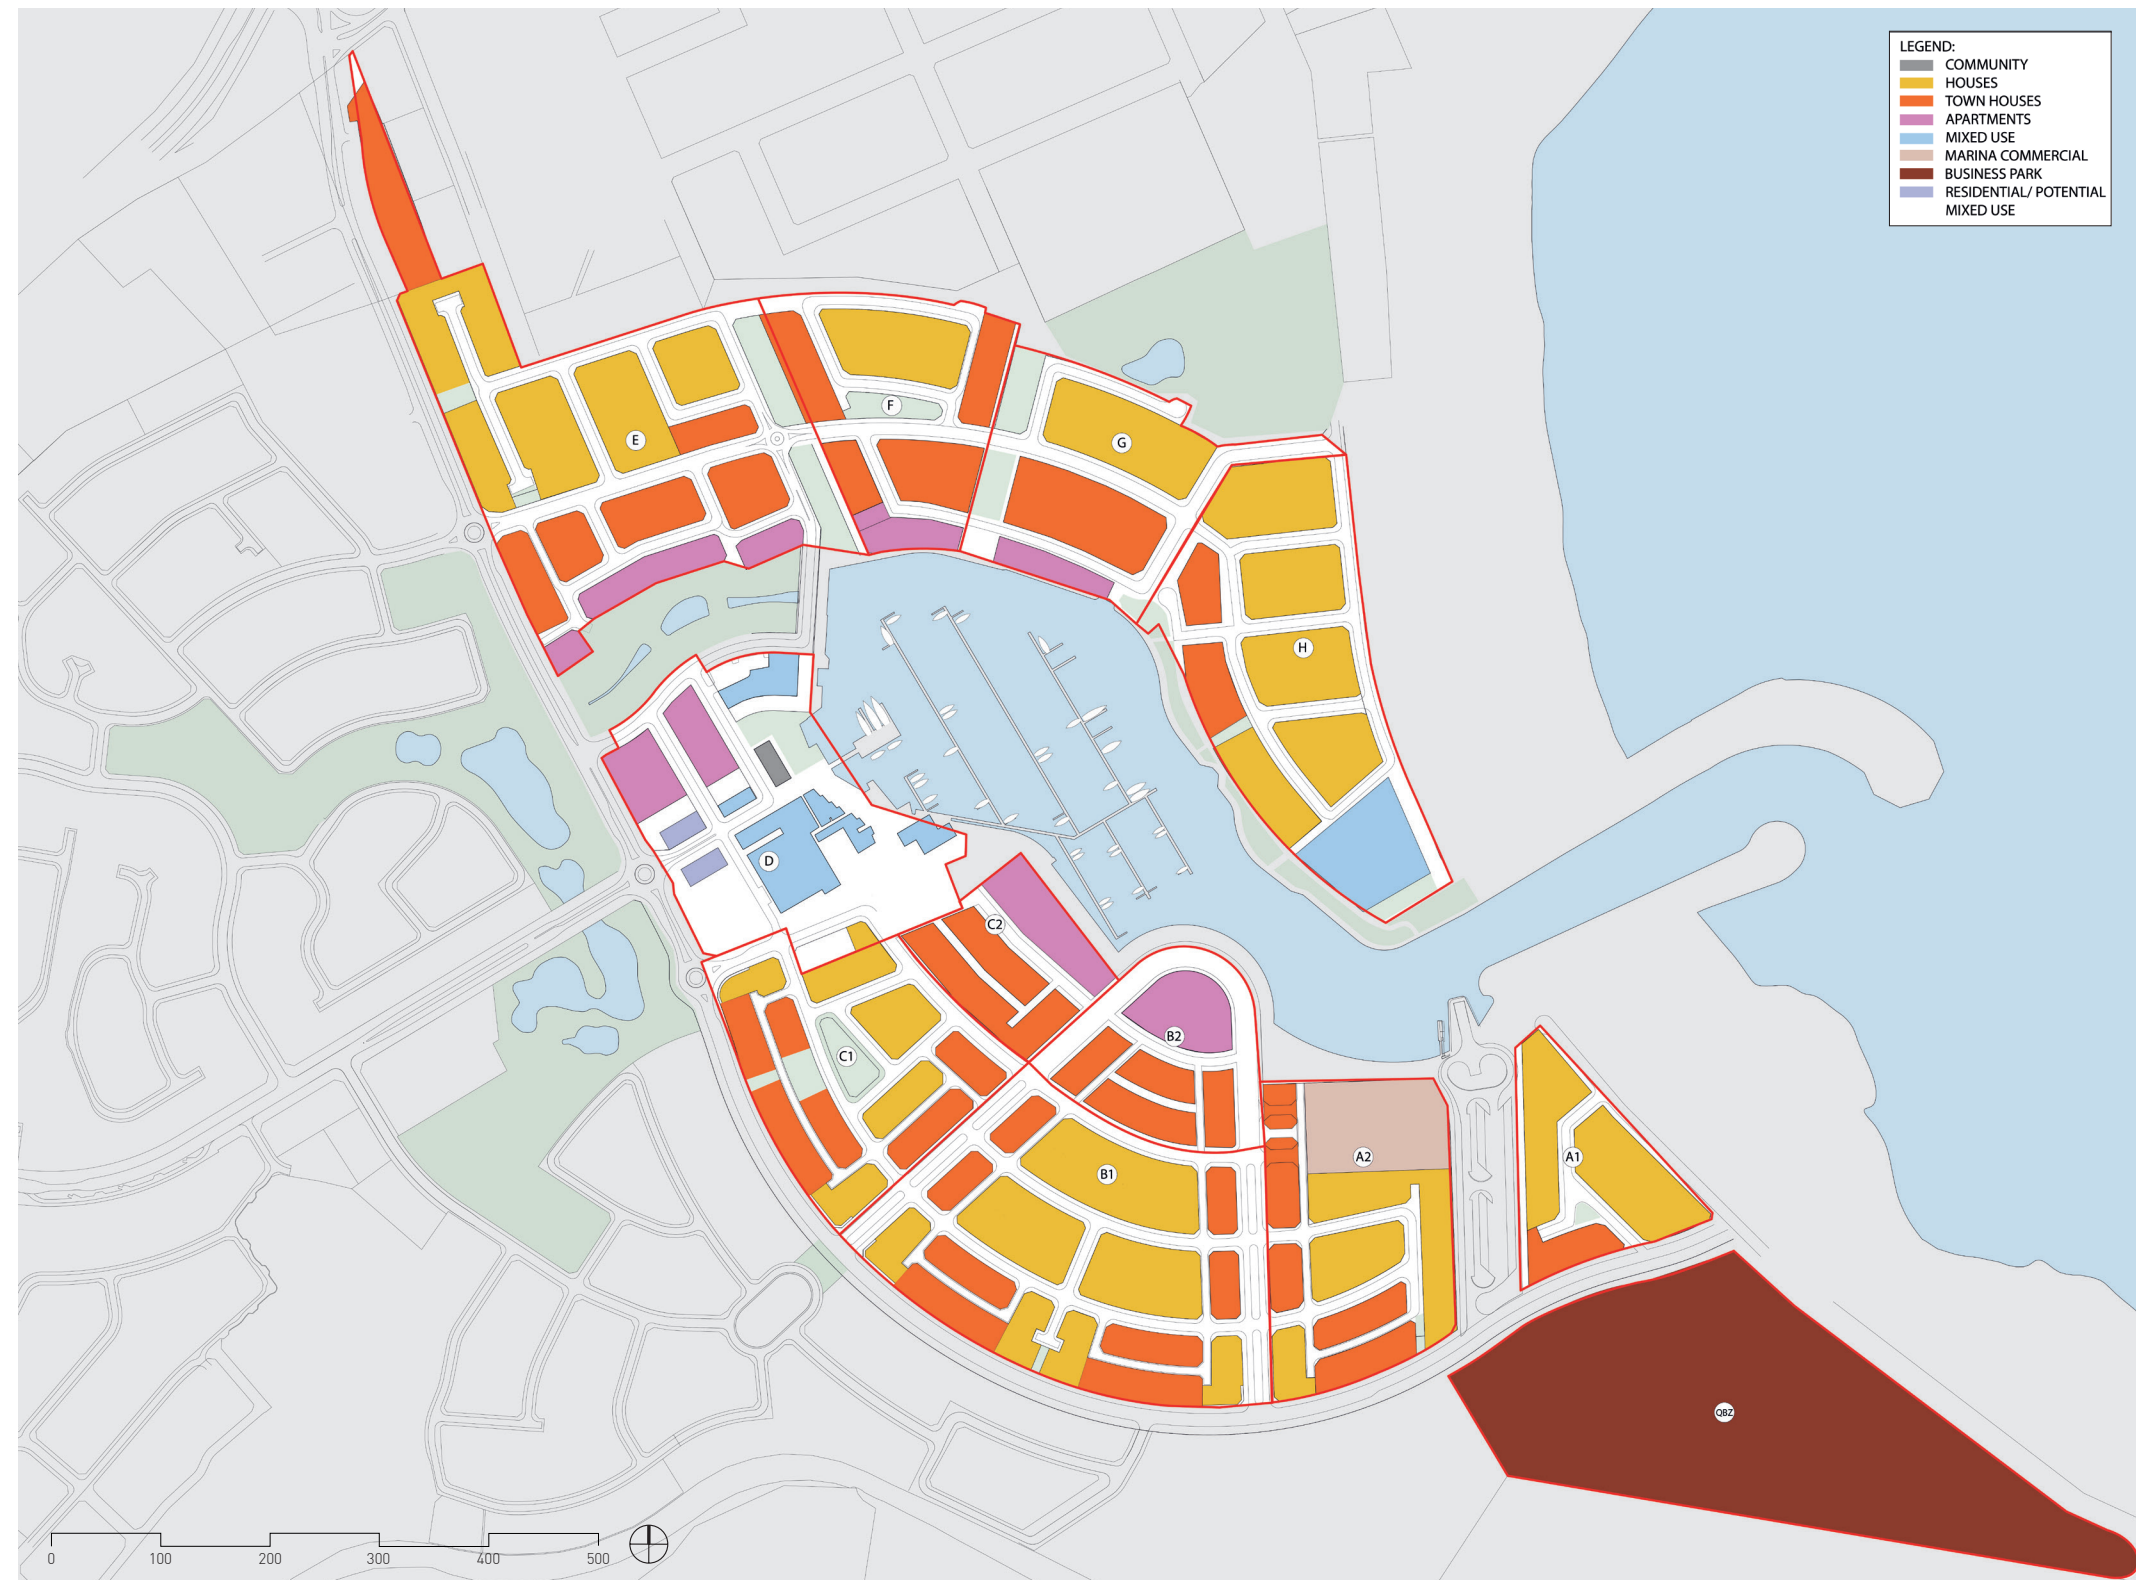 LEGEND:
COMMUNITY
HOUSES
TOWN HOUSES
APARTMENTS
MIXED USE
MARINA COMMERCIAL
BUSINESS PARK
RESIDENTIAL/ POTENTIAL
MIXED USE
F
E
G
H
D
C2
B2
C1
A2
A1
B1
QBZ
0 100 200 300 400 500